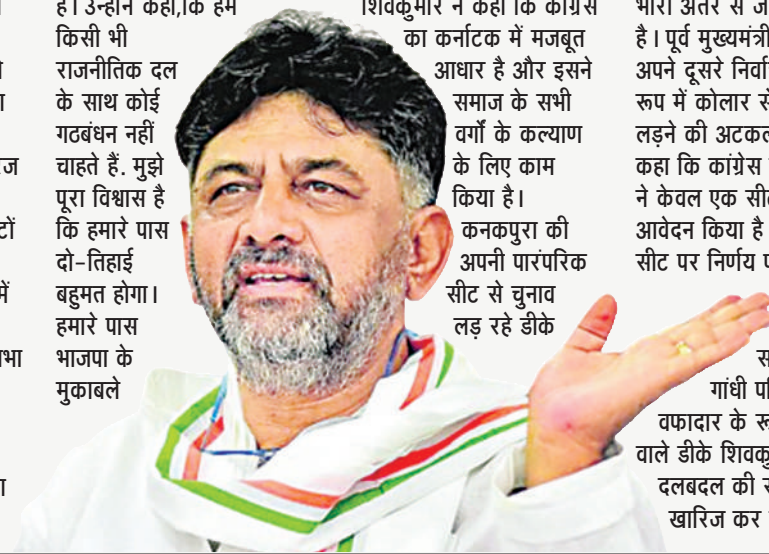 है। उन्होंने कहा,कि हम
किसी भी
राजनीतिक दल
के साथ कोई
गठबंधन नहीं
चाहते हैं. मुझे
पूरा विश्वास है
कि हमारे पास
दो-तिहाई
बहुमत होगा।
हमारे पास
भाजपा के
मुकाबले
शिवकुमार ने कहा कि कांग्रेस
का कर्नाटक में मजबूत
आधार है और इसने
समाज के सभी
वर्गों के कल्याण
के लिए काम
किया है।
कनकपुरा की
अपनी पारंपरिक
सीट से चुनाव
लड़ रहे डीके
भारी अंतर से
है। पूर्व मुख्यमंत्री
अपने दूसरे
रूप में कोलार
लड़ने की
कहा कि कांग्रेस
ने केवल एक
आवेदन किया है
सीट पर निर्णय
गांधी
वफादार के
वाले डीके
दलबदल की
खारिज कर